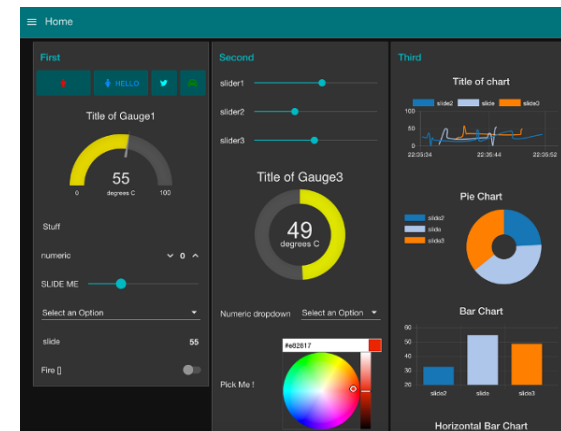 Home
First
HELLO
Title of Gauge1
55
degrees C
0
100
Stuff
numeric
0
SLIDE ME
Select an Option
slide
55
Fire []
Second
slider1
slider2
slider3
Title of Gauge3
49
degrees C
Numeric dropdown
Select an Option
#e82817
Pick Me !
Third
Title of chart
slide2 slide slide3
100
50
0
22:35:04 22:35:44 22:35:52
Pie Chart
slide2
slide
slide3
Bar Chart
60
50
40
30
20
slide2 slide slide3
Horizontal Bar Chart